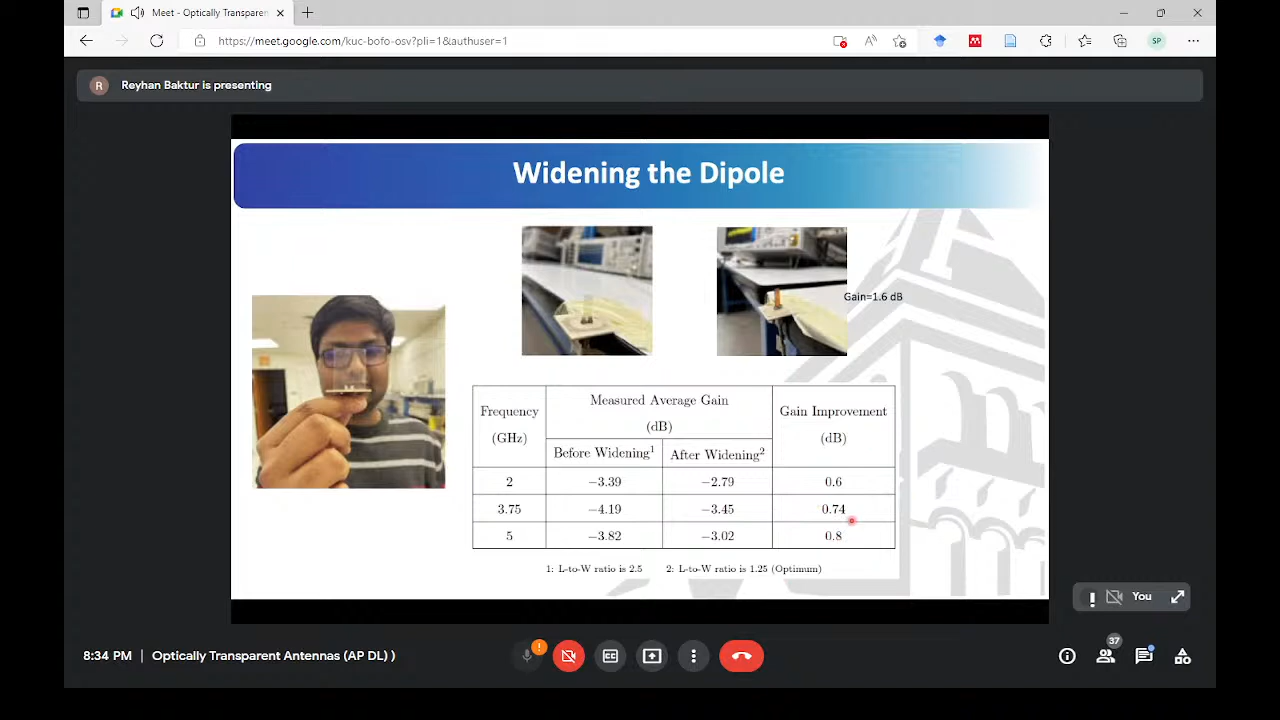 Meet - Optically Transparen
https://meet.google.com/kuc-bofo-osv?pli=1&authuser=1
SP
R
Reyhan Baktur is presenting
Widening the Dipole
Gain=1.6 dB
Frequency
(GHz)
Measured Average Gain
(dB)
Gain Improvement
(dB)
Before Widening¹
After Widening²
2 −3.39 −2.79 0.6
3.75 −4.19 −3.45 0.74
5 −3.82 −3.02 0.8
1: L-to-W ratio is 2.5 2: L-to-W ratio is 1.25 (Optimum)
You
8:34 PM | Optically Transparent Antennas (AP DL) )
37